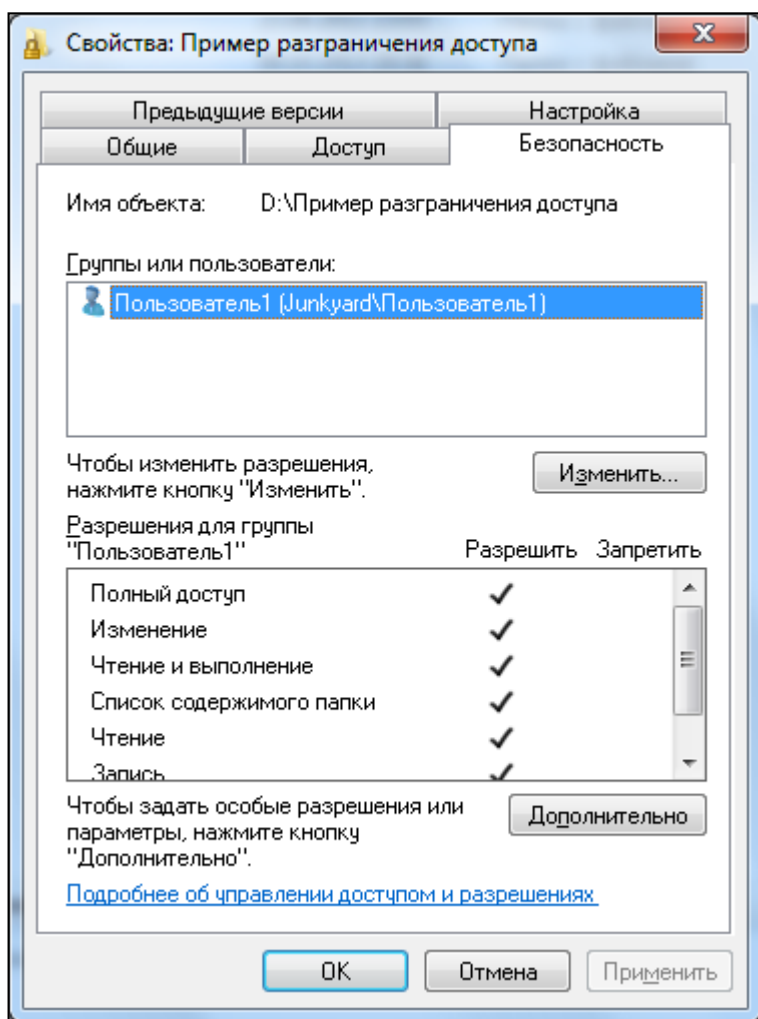 Свойства: Пример разграничения доступа
Предыдущие версии Настройка
Общие Доступ Безопасность
Имя объекта: D:\Пример разграничения доступа
Группы или пользователи:
Пользователь1 (Junkyard\Пользователь1)
Чтобы изменить разрешения,
нажмите кнопку "Изменить".
Изменить...
Разрешения для группы
"Пользователь1" Разрешить Запретить
Полный доступ
Изменение
Чтение и выполнение
Список содержимого папки
Чтение
Запись
Чтобы задать особые разрешения или
параметры, нажмите кнопку
"Дополнительно".
Дополнительно
Подробнее об управлении доступом и разрешениях
OK Отмена Применить